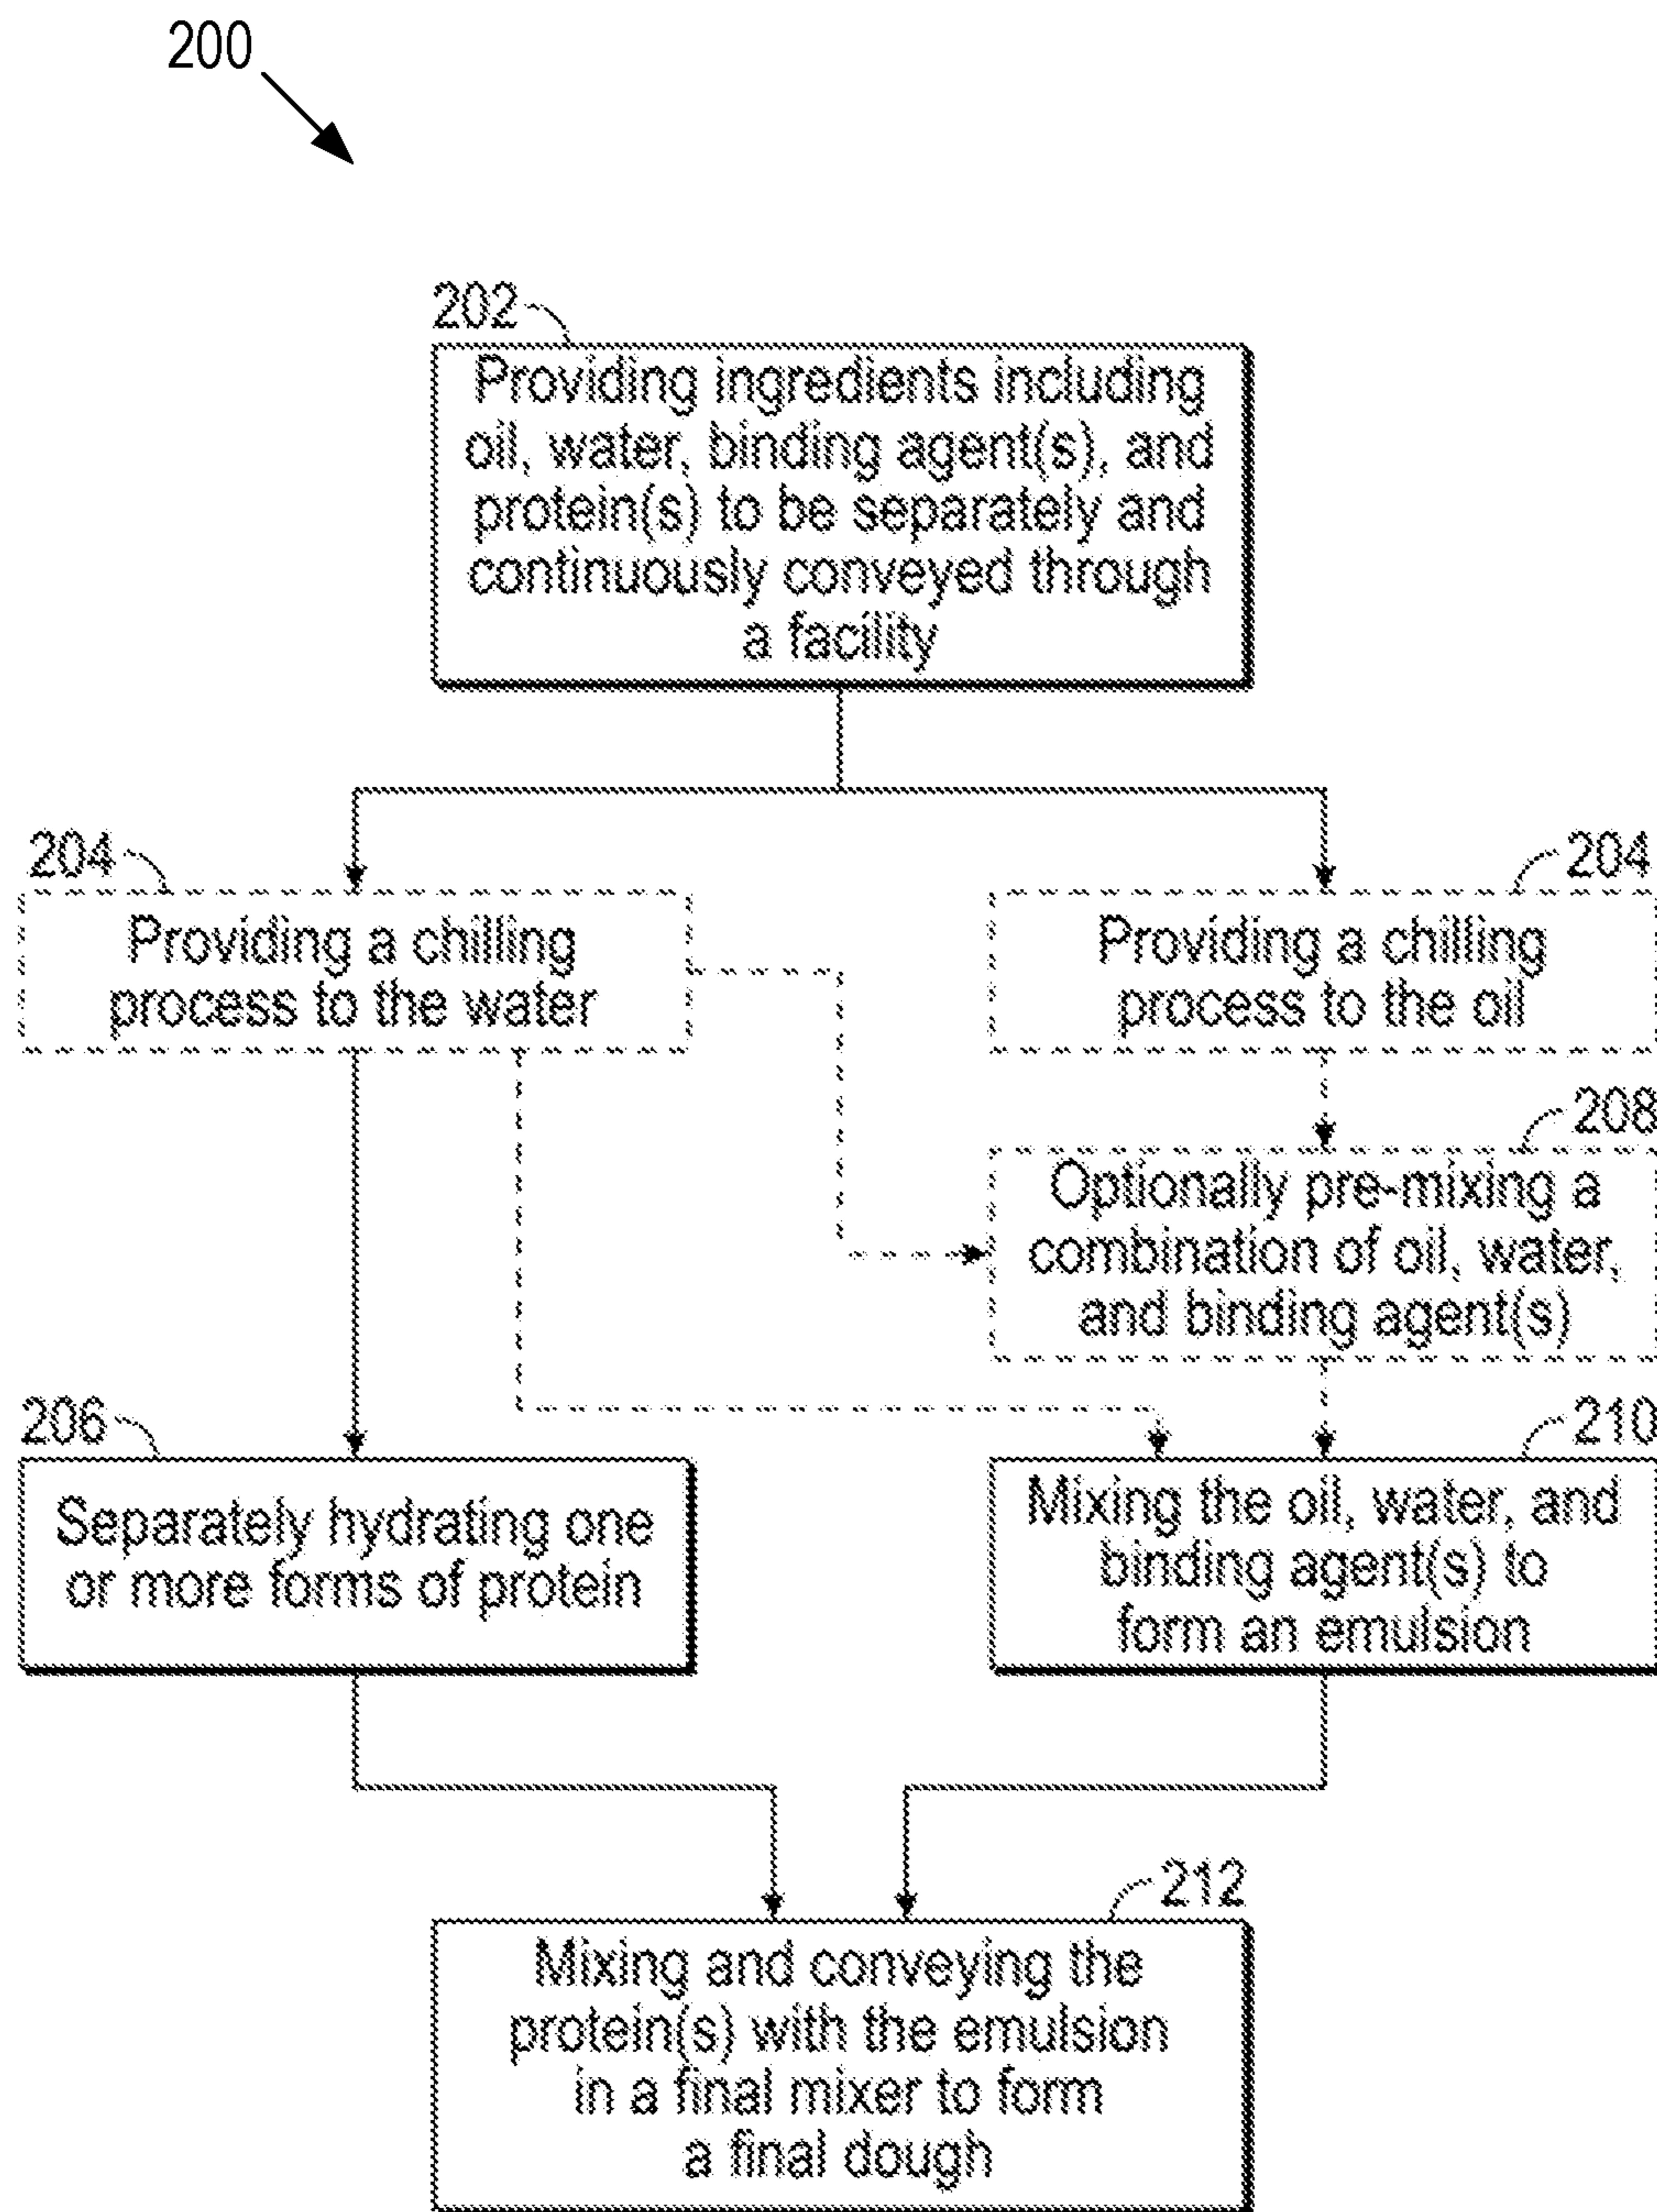 200
202
Providing ingredients including
oil, water, binding agent(s), and
protein(s) to be separately and
continuously conveyed through
a facility
204
Providing a chilling
process to the water
204
Providing a chilling
process to the oil
208
Optionally pre-mixing a
combination of oil, water,
and binding agent(s)
206
Separately hydrating one
or more forms of protein
210
Mixing the oil, water, and
binding agent(s) to
form an emulsion
212
Mixing and conveying the
protein(s) with the emulsion
in a final mixer to form
a final dough